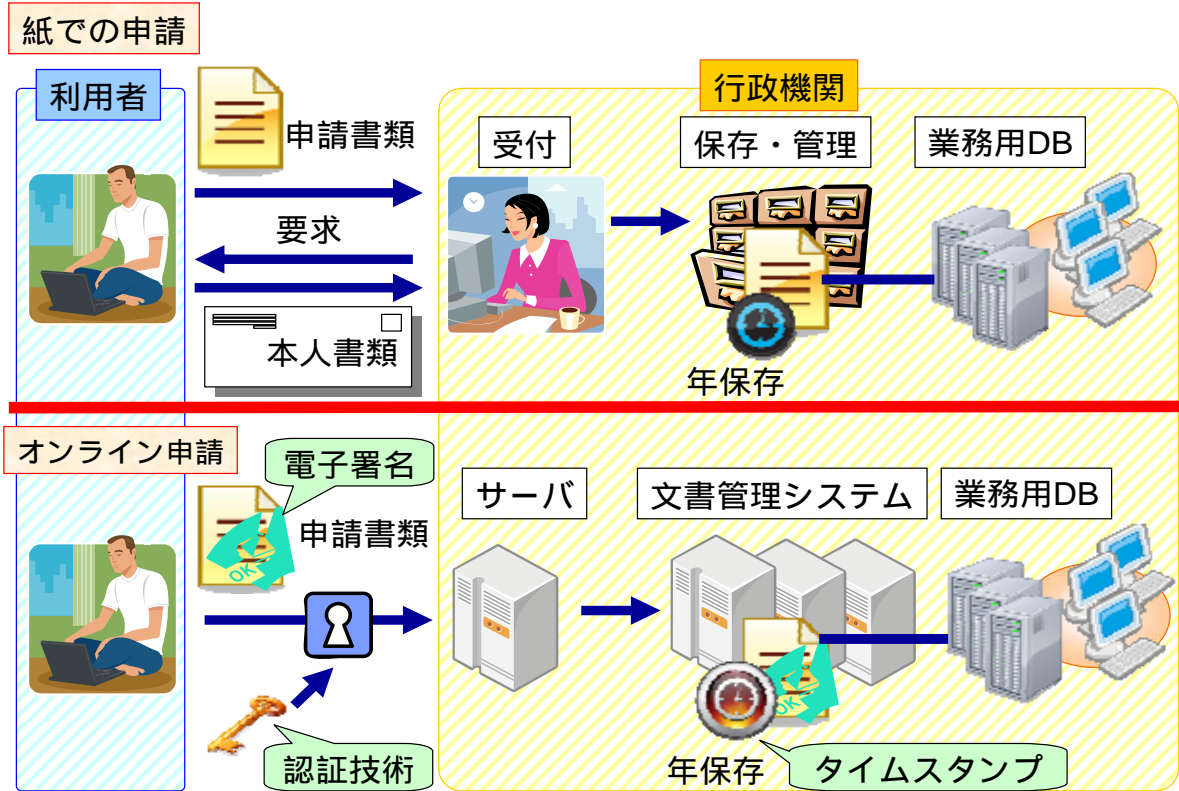 紙での申請
利用者
行政機関
申請書類
受付
保存・管理
業務用DB
要求
本人書類
年保存
オンライン申請
電子署名
サーバ
文書管理システム
業務用DB
申請書類
OK
OK
認証技術
年保存
タイムスタンプ